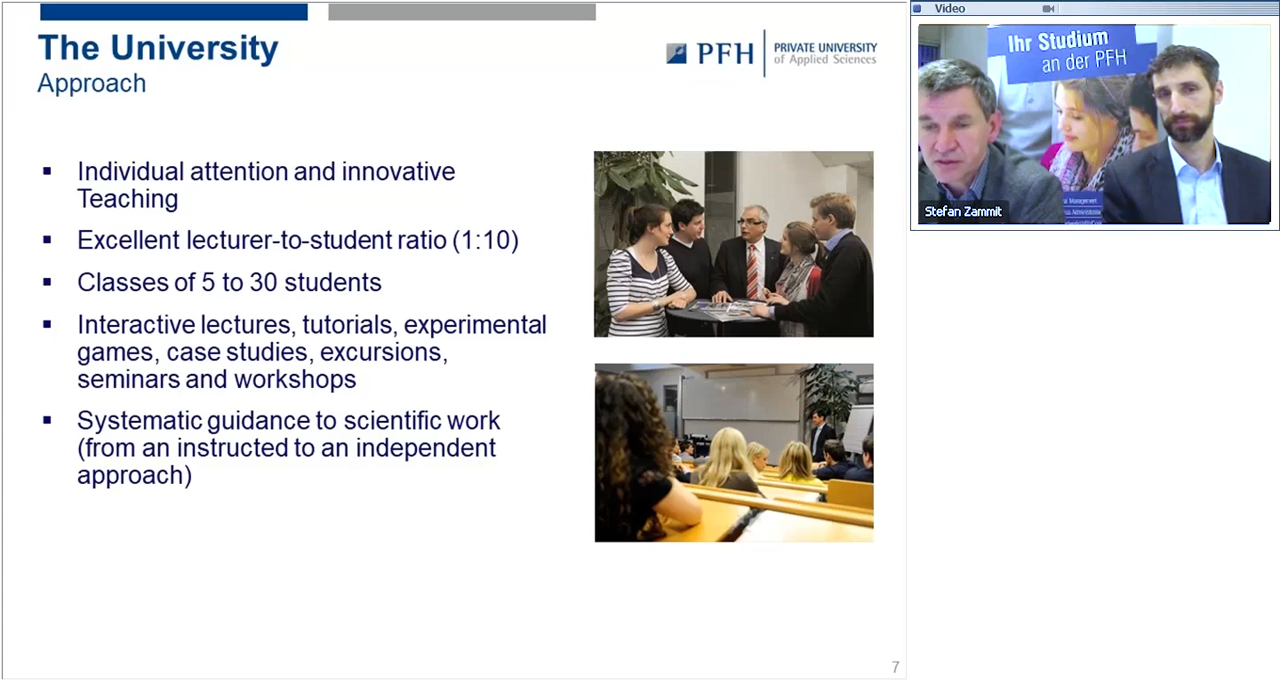 The University
Approach
PFH
PRIVATE UNIVERSITY
of Applied Sciences
Individual attention and innovative
Teaching
Excellent lecturer-to-student ratio (1:10)
Classes of 5 to 30 students
Interactive lectures, tutorials, experimental
games, case studies, excursions,
seminars and workshops
Systematic guidance to scientific work
(from an instructed to an independent
approach)
7
Video
Ihr Studium
an der PFH
Stefan Zammit
Management